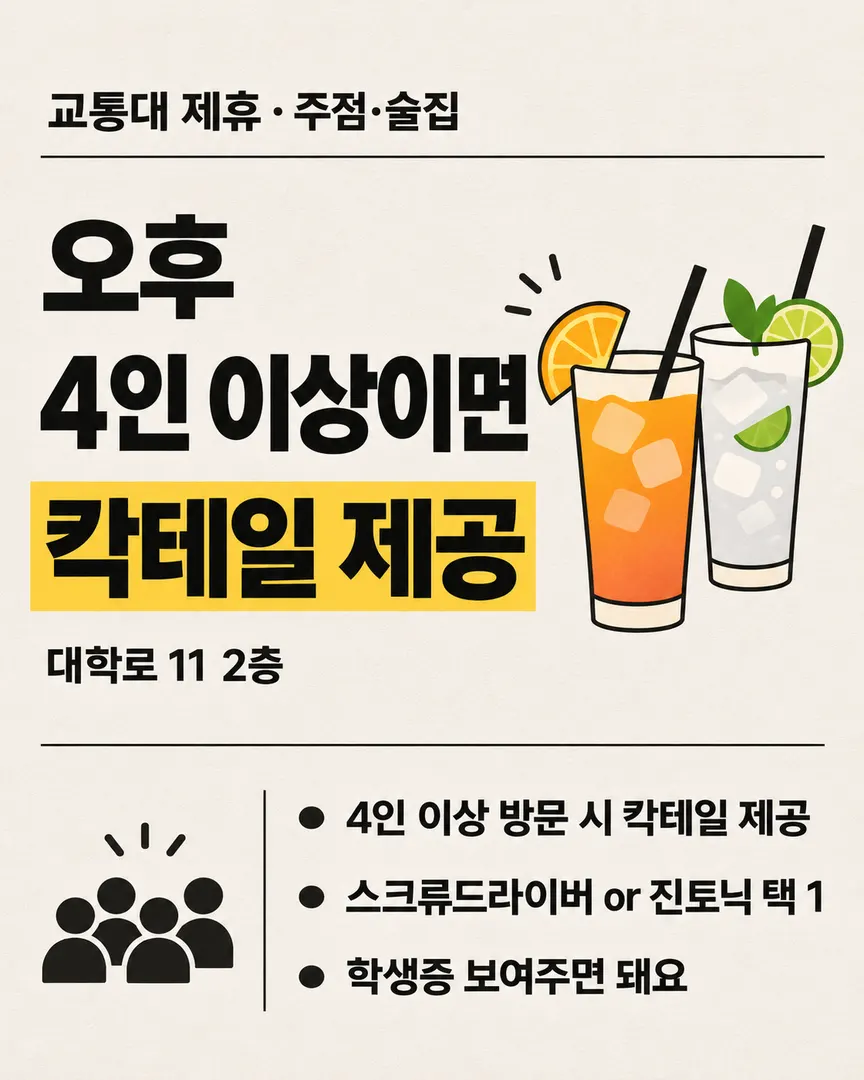 교통대 제휴 · 주점·술집
오후
4인 이상이면
칵테일 제공
대학로 11 2층
● 4인 이상 방문 시 칵테일 제공
● 스크류드라이버 or 진토닉 택 1
● 학생증 보여주면 돼요